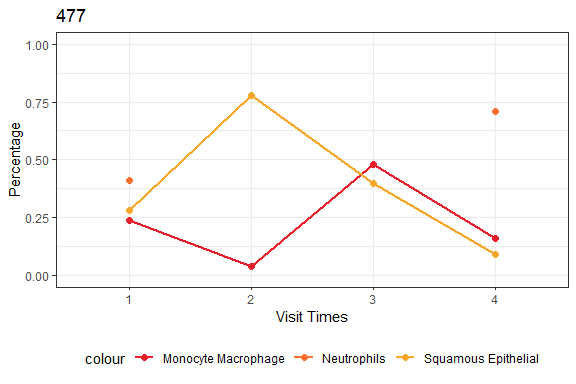 477
1.00
0.75
0.50
0.25
0.00
Percentage
1 2 3 4
Visit Times
colour Monocyte Macrophage Neutrophils Squamous Epithelial